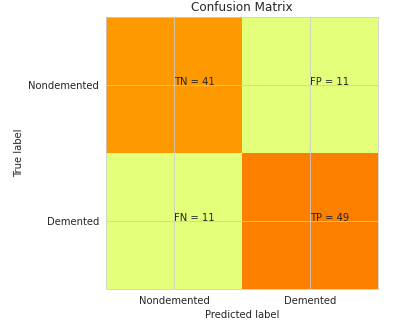 Confusion Matrix
True label
Nondemented
TN = 41
FP = 11
Demented
FN = 11
TP = 49
Nondemented
Demented
Predicted label